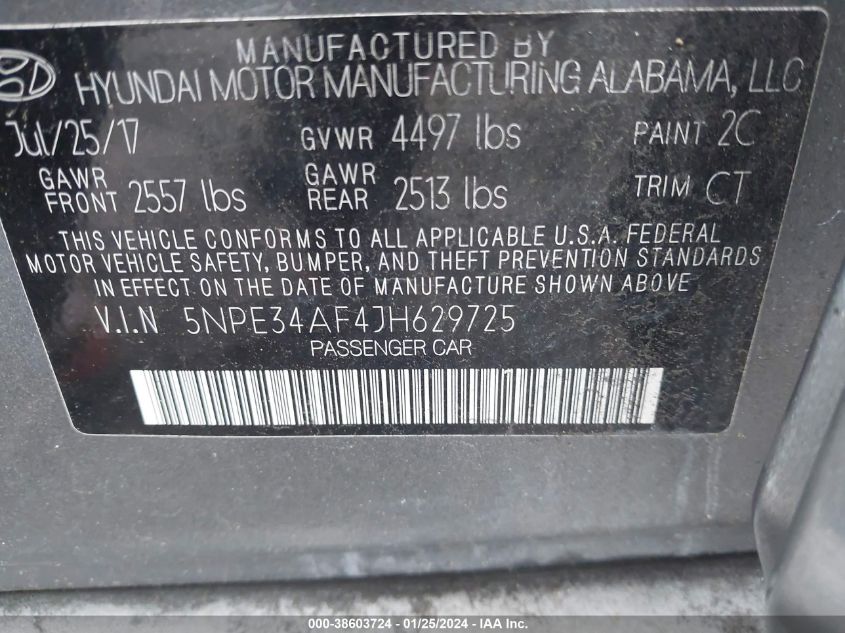 MANUFACTURED BY
HYUNDAI MOTOR MANUFACTURING ALABAMA, LLC
Jul/25/17 GVWR 4497 lbs PAINT 2C
GAWR FRONT 2557 lbs GAWR REAR 2513 lbs TRIM CT
THIS VEHICLE CONFORMS TO ALL APPLICABLE U.S.A. FEDERAL
MOTOR VEHICLE SAFETY, BUMPER, AND THEFT PREVENTION STANDARDS
IN EFFECT ON THE DATE OF MANUFACTURE SHOWN ABOVE
V.I.N 5NPE34AF4JH629725
PASSENGER CAR
000-38603724 - 01/25/2024 - IAA, Inc.